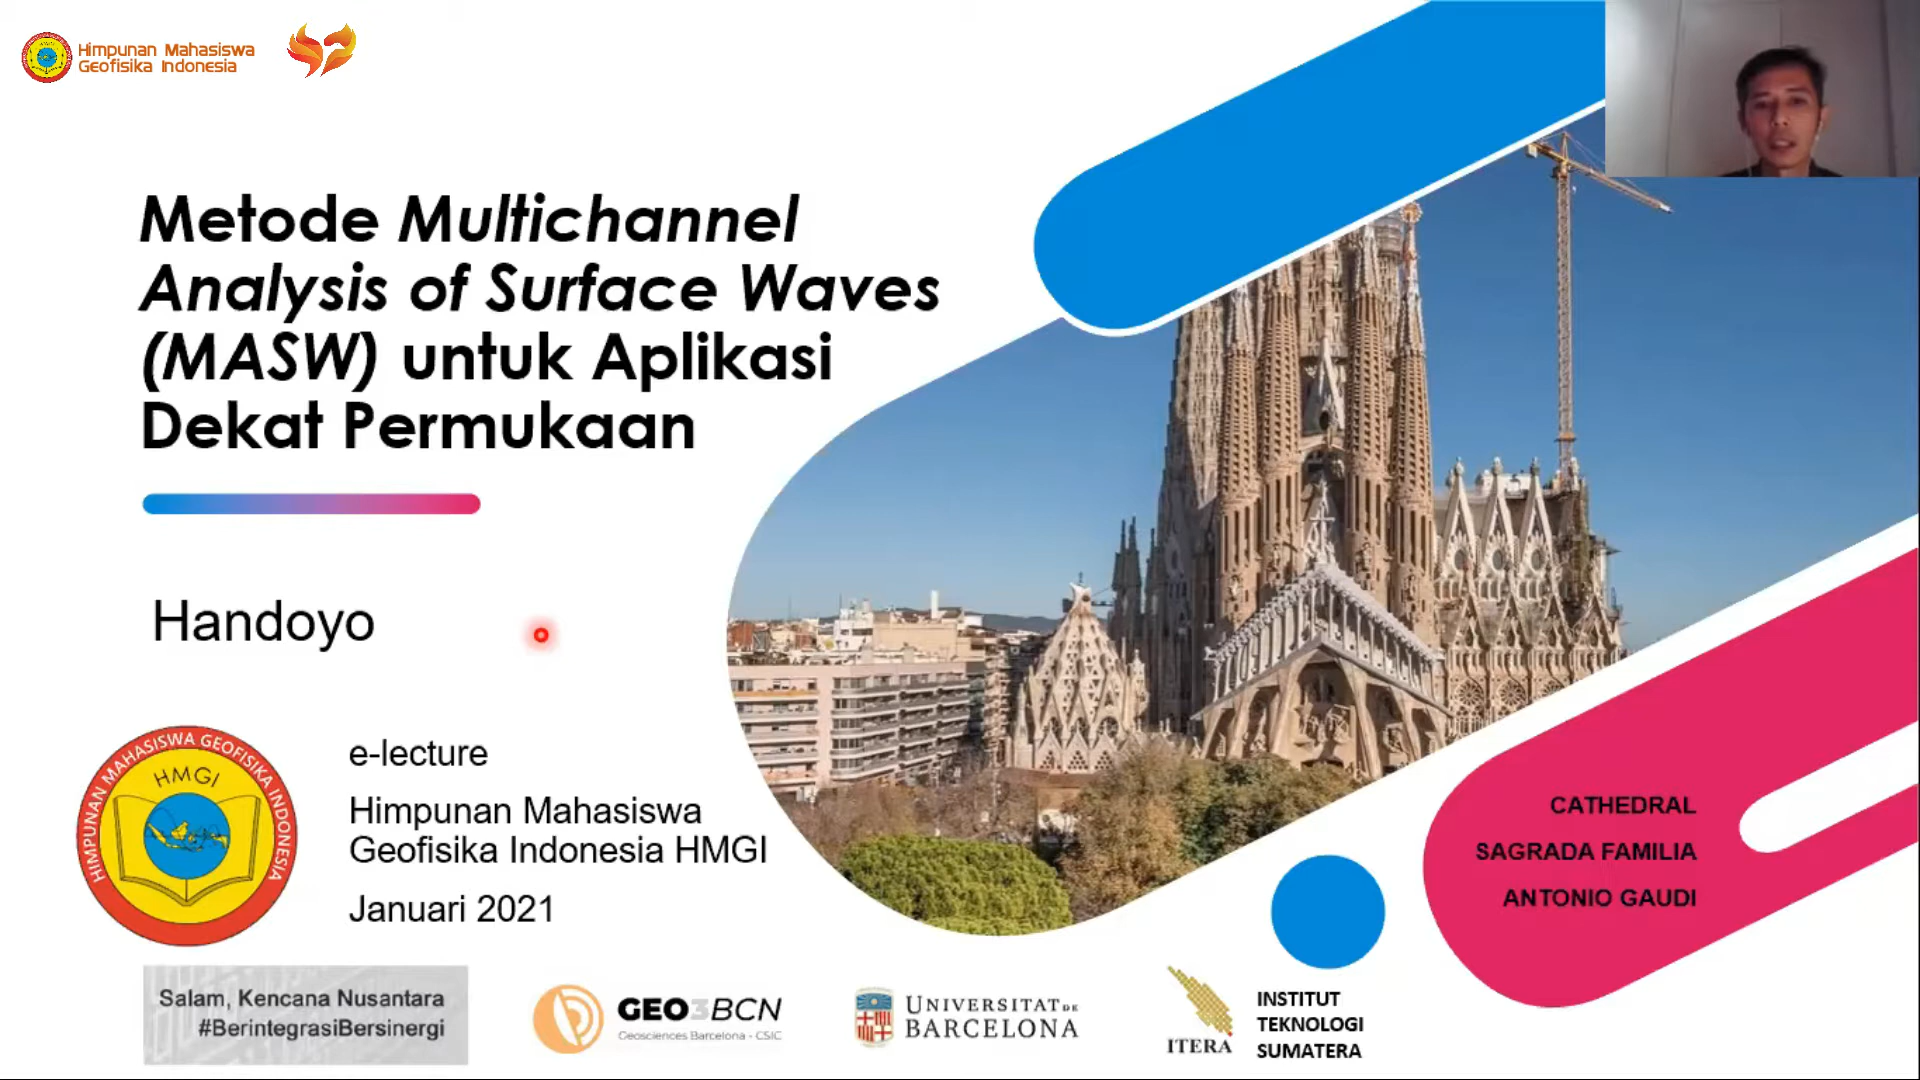 Himpunan Mahasiswa
Geofisika Indonesia
Metode Multichannel
Analysis of Surface Waves
(MASW) untuk Aplikasi
Dekat Permukaan
Handoyo
HIMPUNAN MAHASISWA GEOFISIKA INDONESIA
HMGI
e-lecture
Himpunan Mahasiswa
Geofisika Indonesia HMGI
Januari 2021
CATHEDRAL
SAGRADA FAMILIA
ANTONIO GAUDI
Salam, Kencana Nusantara
#BerintegrasiBersinergi
GEO3BCN
Geosciences Barcelona - CSIC
UNIVERSITAT DE
BARCELONA
ITERA
INSTITUT
TEKNOLOGI
SUMATERA